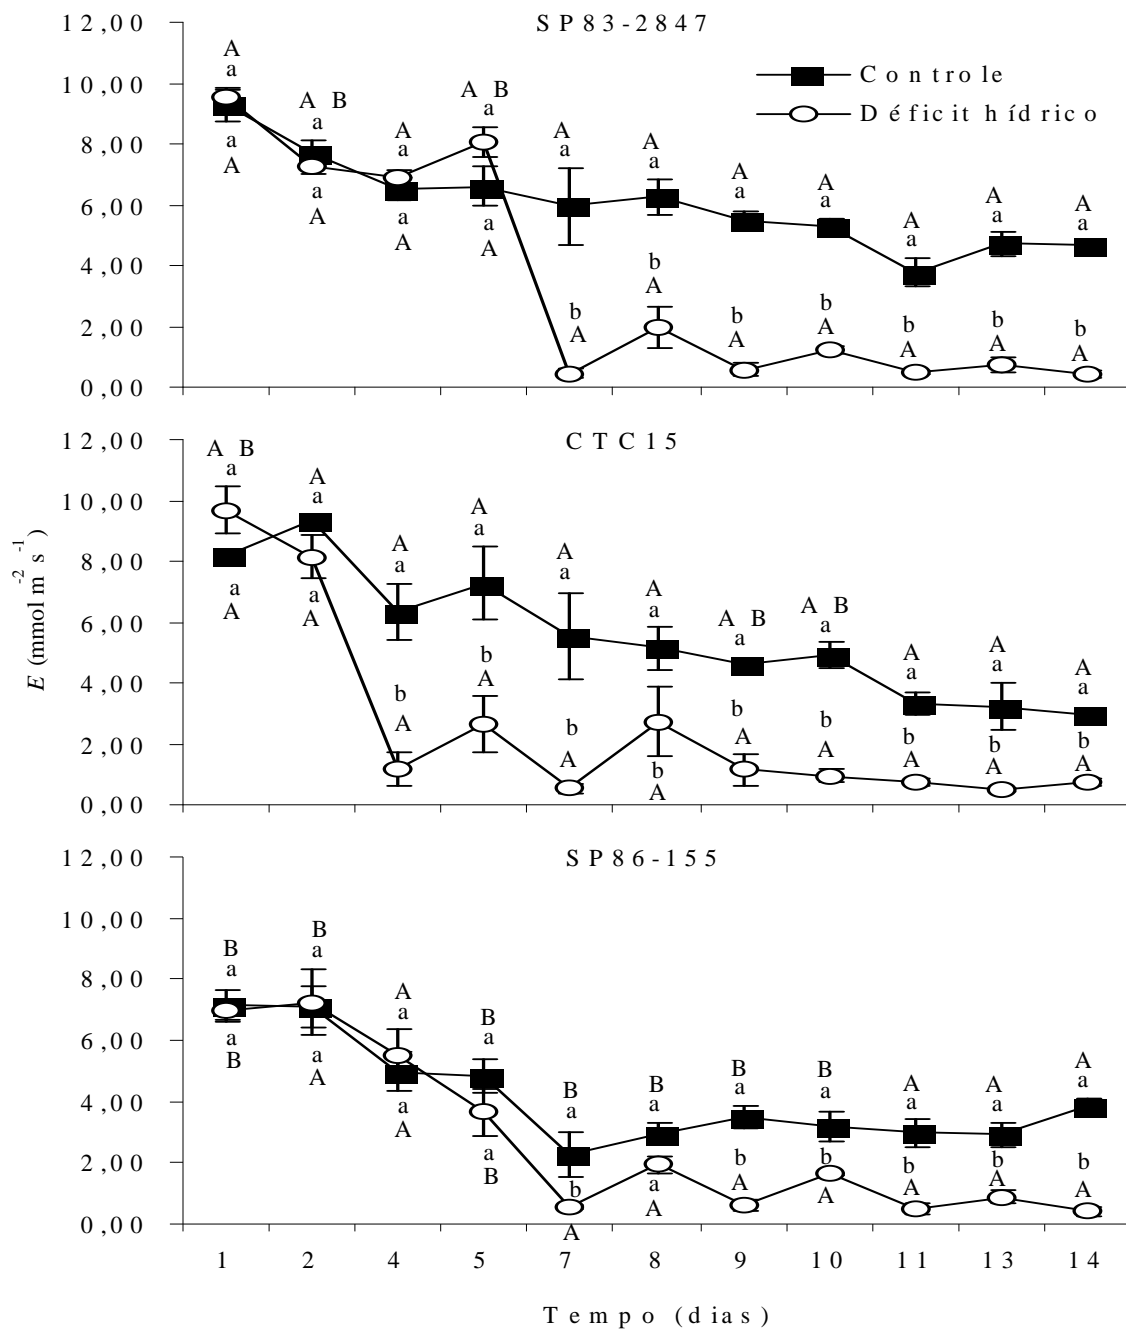 12,00 SP83-2847
Controle
Déficit hídrico
10,00
8,00
6,00
4,00
2,00
0,00
A A B A A B A A A A A A A
a a a a a a a a a a a
a a a a
A A A A
b b b b b b b
A A A A A A A
E (mmol m⁻² s⁻¹)
12,00 CTC15
10,00
8,00
6,00
4,00
2,00
0,00
A B A A A A A A B A B A A A
a a a a a a a a a a a
a a
A A
b b b b b b b b b
A A A A A A A A A
12,00 SP86-155
10,00
8,00
6,00
4,00
2,00
0,00
B B A B B B B B A A A
a a a a a a a a a a a
a a a a
B A A B
b a b b b b b
A A A A A A A
1 2 4 5 7 8 9 10 11 13 14
Tempo (dias)